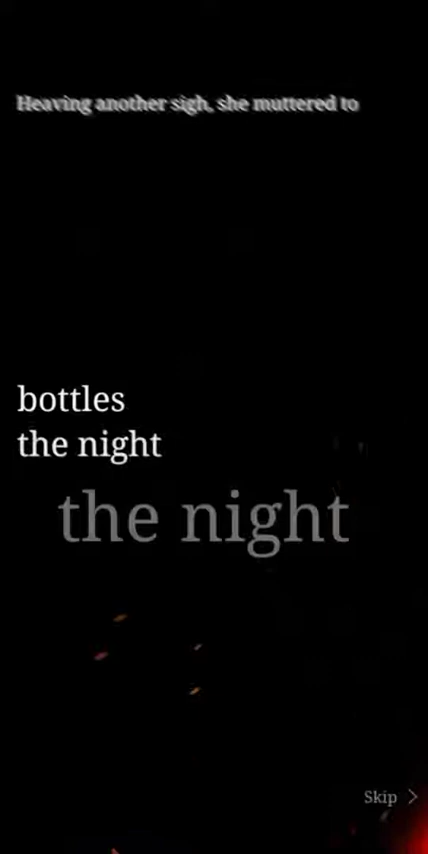 Heaving another sigh, she muttered to
bottles
the night
the night
Skip